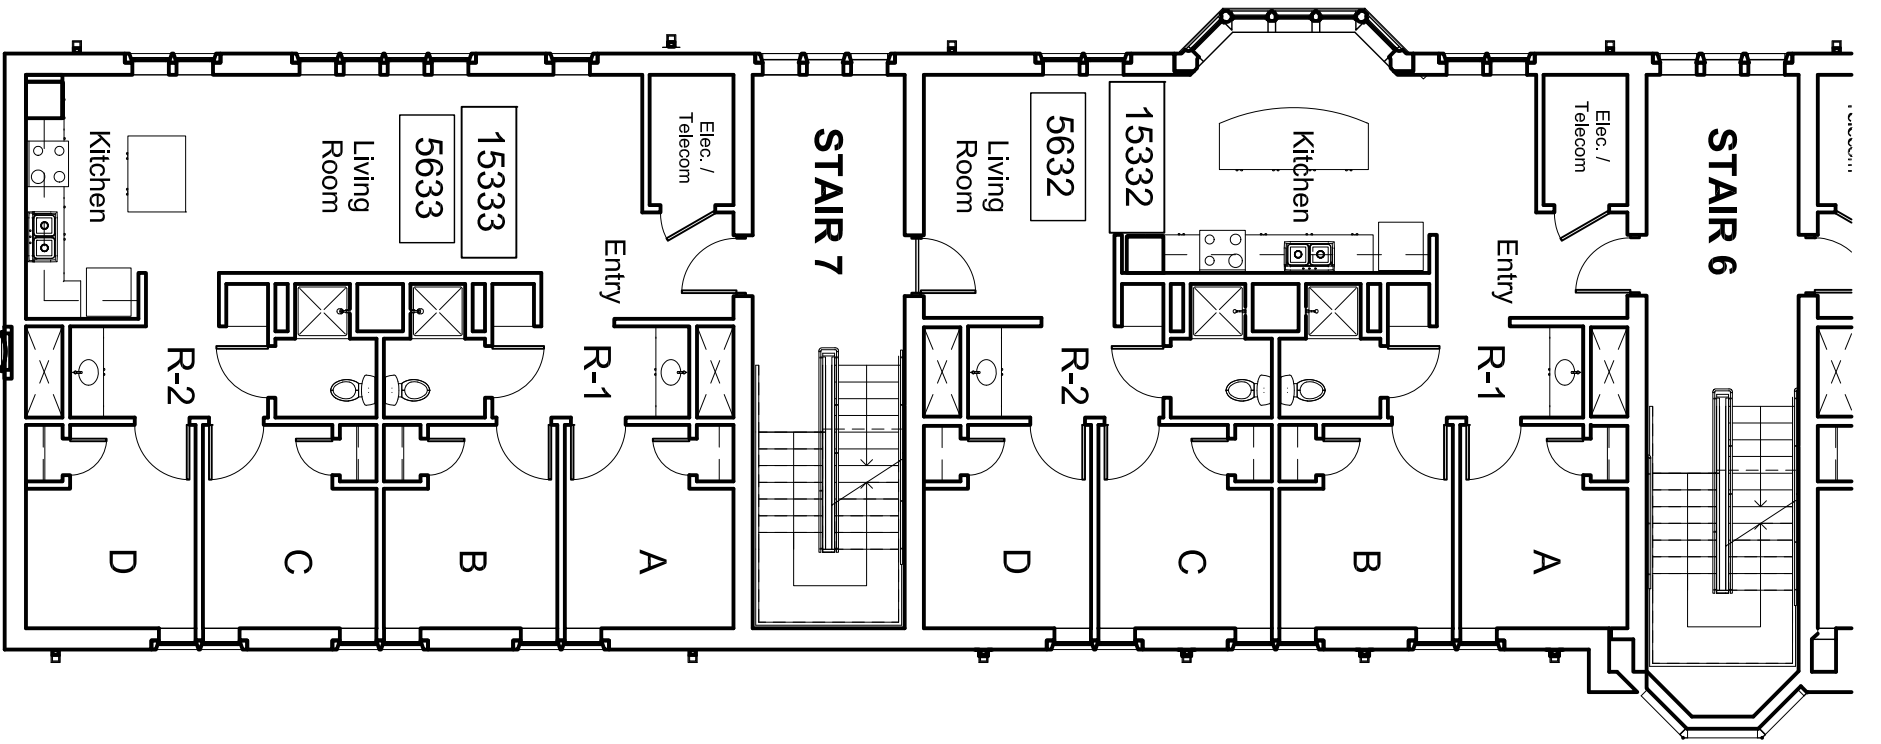 Kitchen
Living
Room
5633
15333
Elec. /
Telecom
Entry
STAIR 7
R-2
R-1
D
C
B
A
Living
Room
5632
15332
Kitchen
Elec. /
Telecom
Entry
STAIR 6
R-2
R-1
D
C
B
A